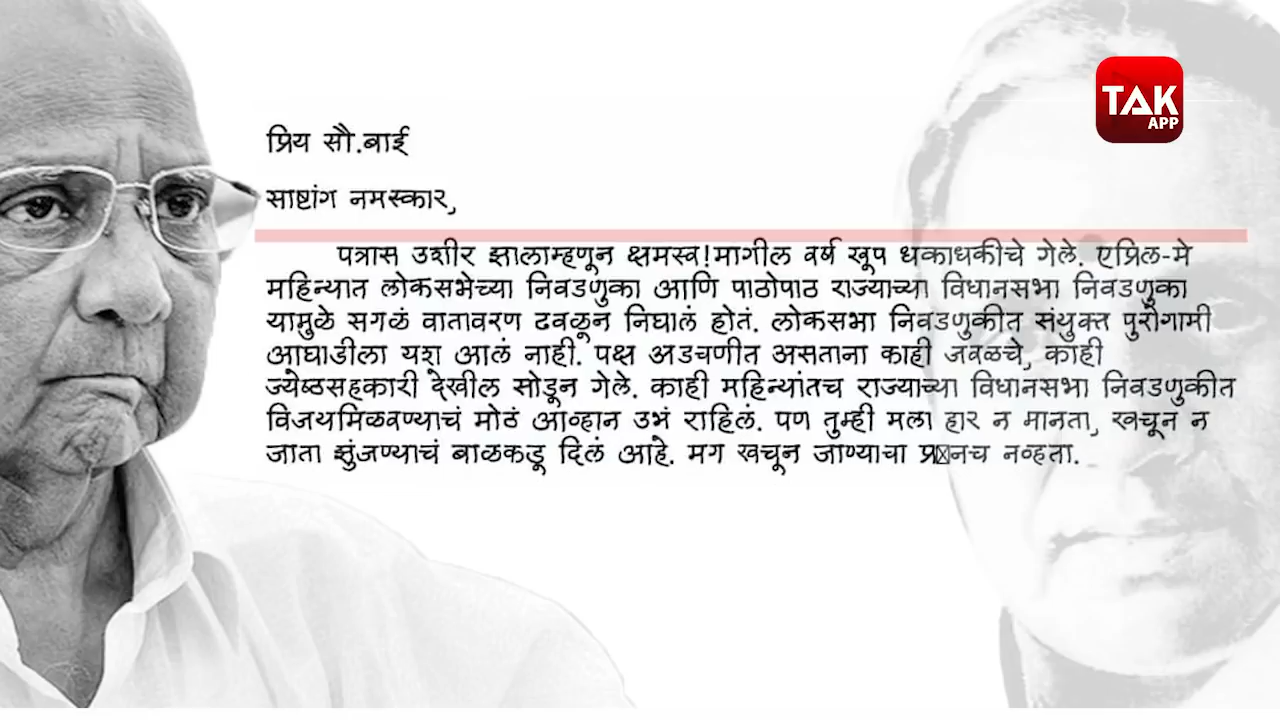 TAK
APP
प्रिय सौ.बाई
साष्टांग नमस्कार,
पत्रास उशीर झालाम्हणून क्षमस्व!मागील वर्ष खूप धकाधकीचे गेले. एप्रिल-मे
महिन्यात लोकसभेच्या निवडणुका आणि पाठोपाठ राज्याच्या विधानसभा निवडणुका
यामुळे सगळं वातावरण ढवळून निघालं होतं. लोकसभा निवडणुकीत संयुक्त पुरोगामी
आघाडीला यश आलं नाही. पक्ष अडचणीत असताना काही जवळचे, काही
ज्येष्ठसहकारी देखील सोडून गेले. काही महिन्यांतच राज्याच्या विधानसभा निवडणुकीत
विजयमिळवण्याचं मोठं आव्हान उभं राहिलं. पण तुम्ही मला हार न मानता, खचून न
जाता झुंजण्याचं बाळकडू दिलं आहे. मग खचून जाण्याचा प्र□नच नव्हता.